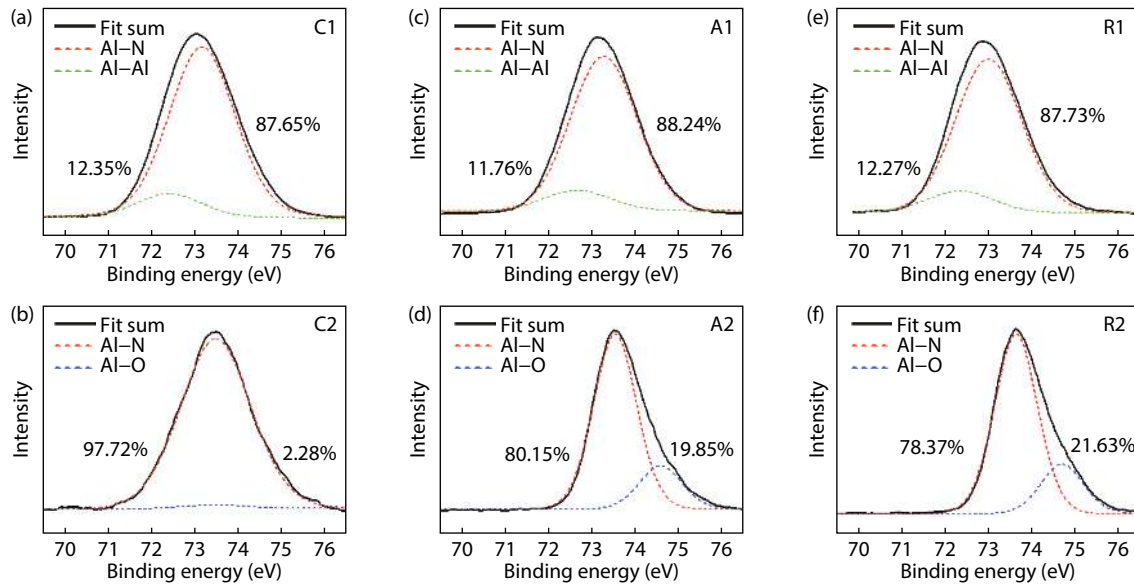 (a)
Fit sum
Al–N
Al–Al
C1
87.65%
12.35%
Intensity
70 71 72 73 74 75 76
Binding energy (eV)
(c)
Fit sum
Al–N
Al–Al
A1
88.24%
11.76%
Intensity
70 71 72 73 74 75 76
Binding energy (eV)
(e)
Fit sum
Al–N
Al–Al
R1
87.73%
12.27%
Intensity
70 71 72 73 74 75 76
Binding energy (eV)
(b)
Fit sum
Al–N
Al–O
C2
97.72%
2.28%
Intensity
70 71 72 73 74 75 76
Binding energy (eV)
(d)
Fit sum
Al–N
Al–O
A2
80.15%
19.85%
Intensity
70 71 72 73 74 75 76
Binding energy (eV)
(f)
Fit sum
Al–N
Al–O
R2
78.37%
21.63%
Intensity
70 71 72 73 74 75 76
Binding energy (eV)